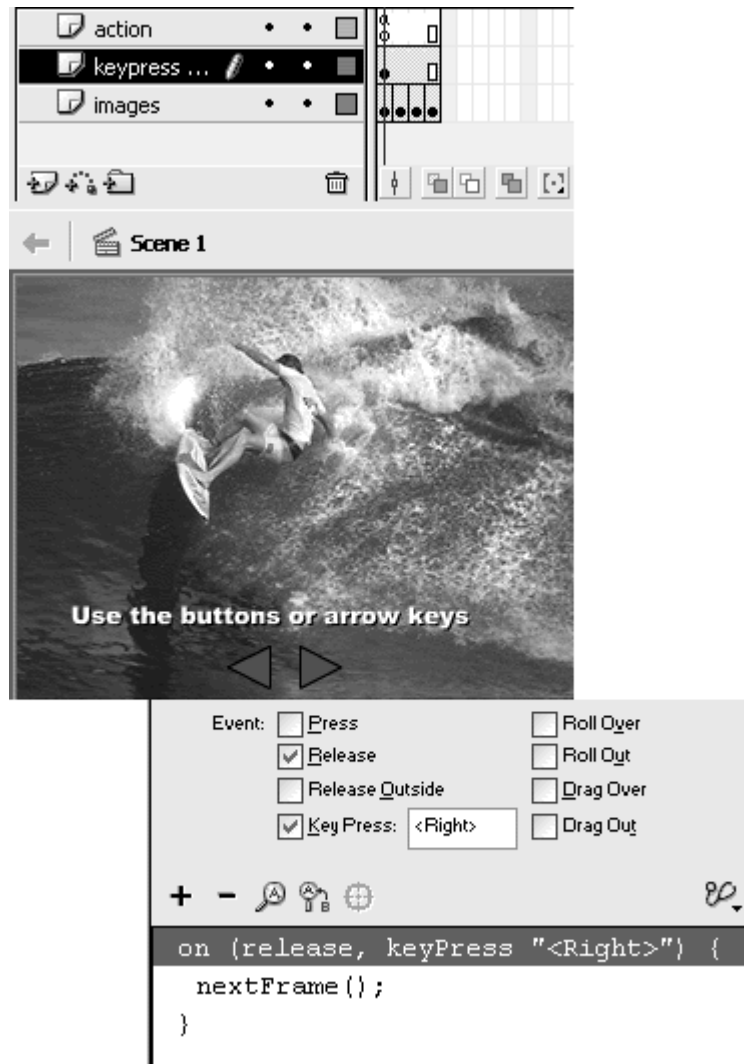 action
keypress ...
images
Scene 1
Use the buttons or arrow keys
Event: Press Roll Over
Release Roll Out
Release Outside Drag Over
Key Press: <Right> Drag Out
on (release, keyPress "<Right>") {
nextFrame();
}